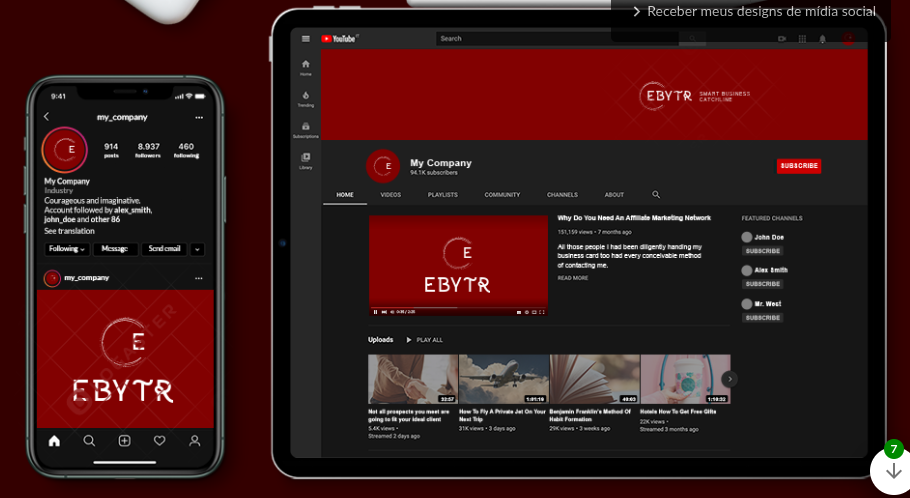 Receber meus designs de mídia social
9:41
my_company
E
914
posts
8.937
followers
460
following
My Company
Industry
Courageous and imaginative.
Account followed by alex_smith,
john_doe and other 86
See translation
Following
Message
Send email
my_company
E
EBYTR
YouTube
Search
Home
Trending
Subscriptions
Library
EBYTR
SMART BUSINESS
CATCHLINE
E
My Company
94.1K subscribers
SUBSCRIBE
HOME
VIDEOS
PLAYLISTS
COMMUNITY
CHANNELS
ABOUT
E
EBYTR
0:35 / 2:25
Why Do You Need An Affiliate Marketing Network
151,159 views • 7 months ago
All those people I had been diligently handing my
business card too had every conceivable method
of contacting me.
READ MORE
FEATURED CHANNELS
John Doe
SUBSCRIBE
Alex Smith
SUBSCRIBE
Mr. West
SUBSCRIBE
Uploads
PLAY ALL
32:57
Not all prospects you meet are
going to fit your ideal client
5.4K views •
Streamed 2 days ago
1:01:10
How To Fly A Private Jet On Your
Next Trip
31K views • 3 days ago
40:03
Benjamin Franklin's Method Of
Habit Formation
29K views • 3 weeks ago
1:10:32
Hotels How To Get Free Gifts
22K views •
Streamed 3 months ago
7